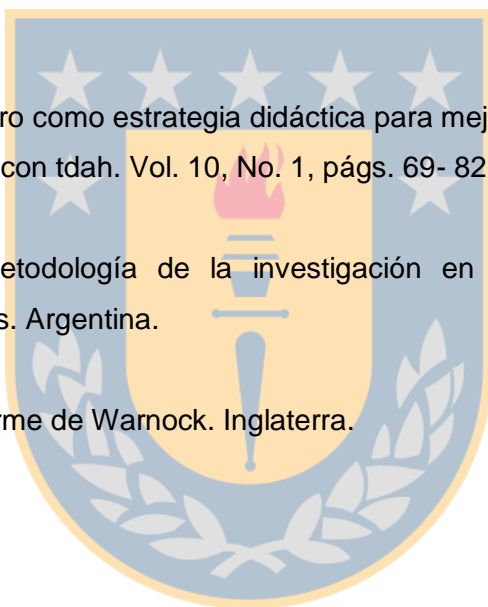 ro como estrategia didáctica para mej
con tdah. Vol. 10, No. 1, págs. 69- 82
etodología de la investigación en
s. Argentina.
rme de Warnock. Inglaterra.